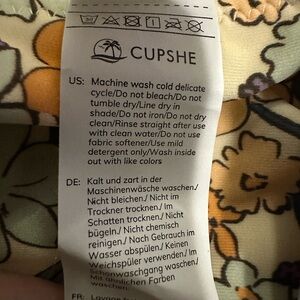 CUPSHE
US: Machine wash cold delicate
cycle/Do not bleach/Do not
tumble dry/Line dry in
shade/Do not iron/Do not dry
clean/Rinse straight after use
with clean water/Do not use
fabric softener/Use mild
detergent only/Wash inside
out with like colors
DE: Kalt und zart in der
Maschinenwäsche waschen./
Nicht bleichen./ Nicht im
Trockner trocknen./ Im
Schatten trocknen./ Nicht
bügeln./ Nicht chemisch
reinigen./ Nach Gebrauch im
Wasser abspülen./ Keinen
Weichspüler verwenden./ Im
Schonwaschgang waschen./
Mit ähnlichen Farben
waschen.
FR: